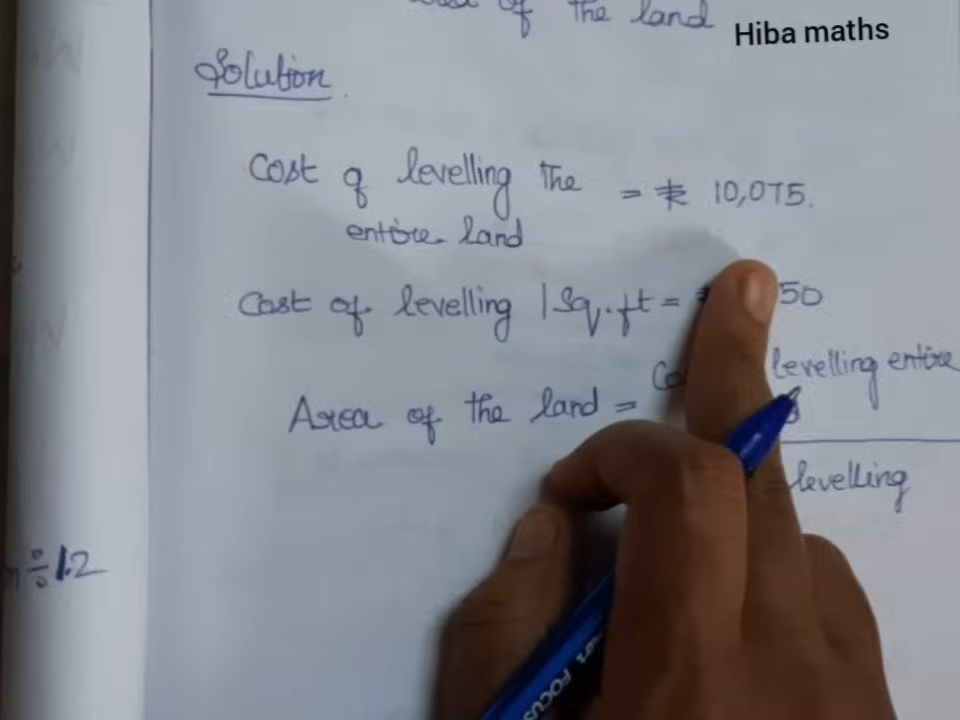 of the land
Hiba maths
Solution.
Cost of levelling the = ₹ 10,075.
entire land
Cost of levelling 1 Sq.ft = 50
levelling entire
Area of the land =
levelling
÷1.2
FOCUS